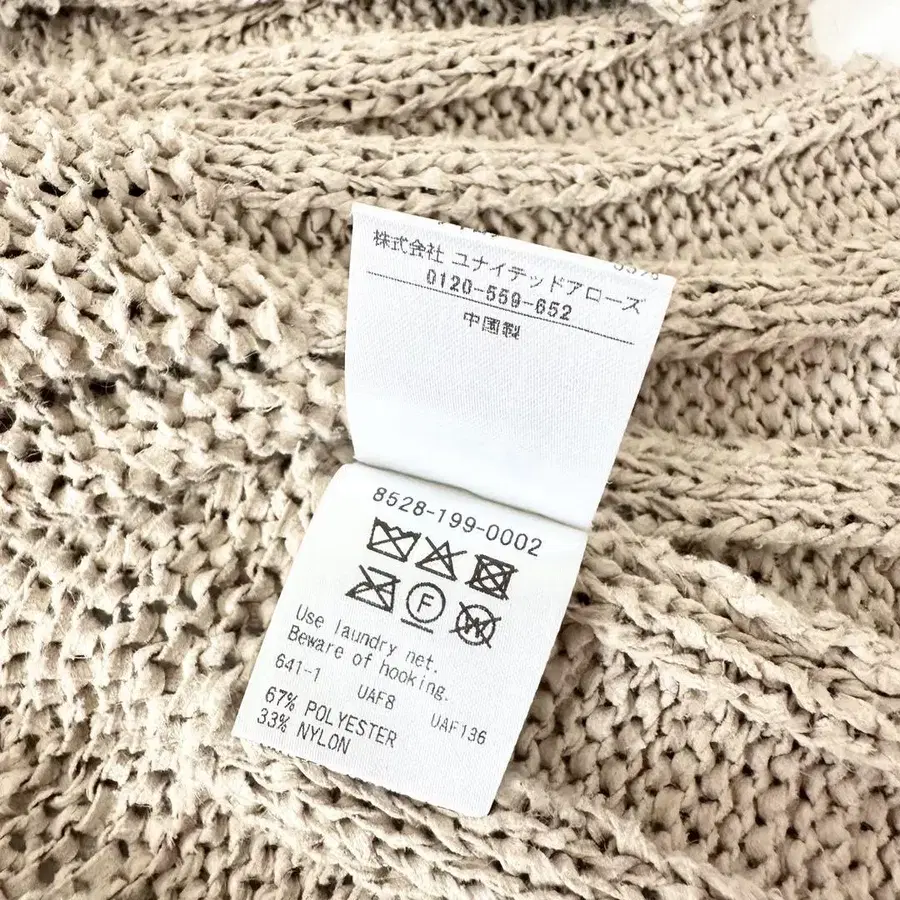 株式会社 ユナイテッドアローズ
0120-559-652
中国製
8528-199-0002
F
W
Use laundry net.
Beware of hooking.
641-1 UAF8 UAF136
67% POLYESTER
33% NYLON